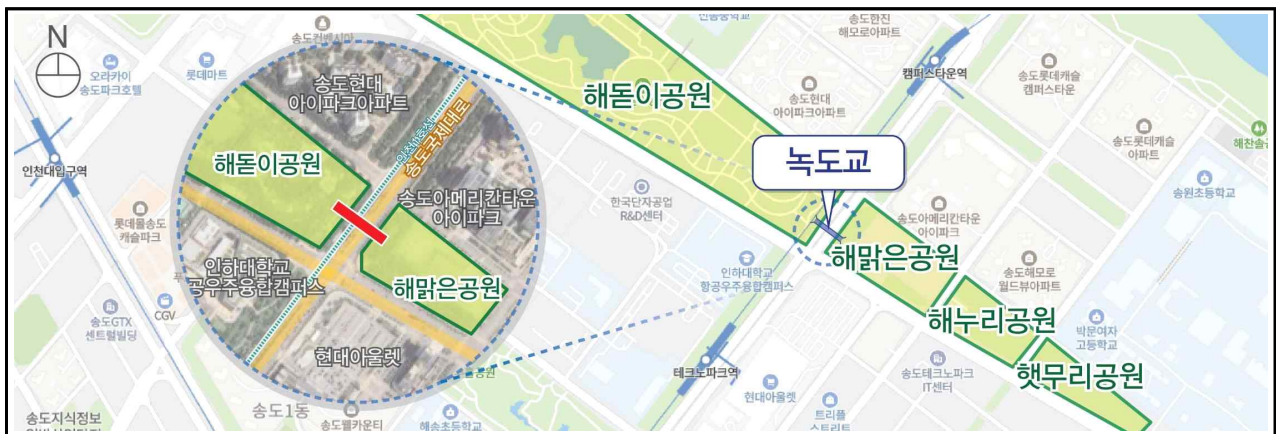 N
오라카이
송도파크호텔
롯데마트
송도컨벤시아
송도현대
아이파크아파트
해돋이공원
인천1호선
송도국제대로
송도아메리칸타운
아이파크
해맑은공원
인하대학교
공우주융합캠퍼스
현대아울렛
인천대입구역
롯데몰송도
캐슬파크
CGV
송도GTX
센트럴빌딩
송도지식정보
송도1동
송도웰카운티
해송초등학교
해돋이공원
신송중학교
송도한진
해모로아파트
캠퍼스타운역
송도롯데캐슬
캠퍼스타운
송도현대
아이파크아파트
송도롯데캐슬
아파트
해찬솔공
송원초등학교
녹도교
한국단자공업
R&D센터
송도아메리칸타운
아이파크
해맑은공원
인하대학교
항공우주융합캠퍼스
송도해모로
월드뷰아파트
해누리공원
박문여자
고등학교
햇무리공원
테크노파크역
송도테크노파크
IT센터
현대아울렛
트리플
스트리트